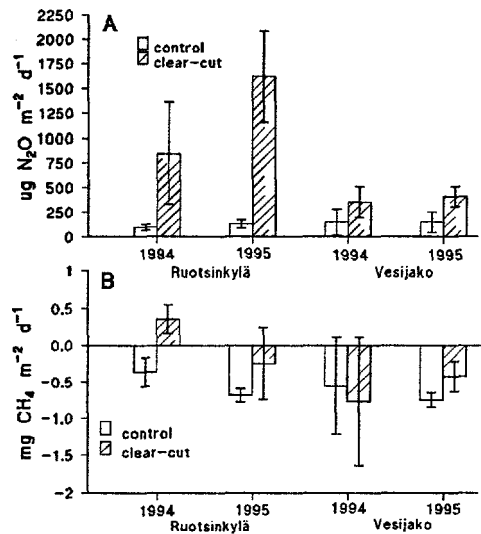 A
2250
2000
1750
1500
1250
1000
750
500
250
0
ug N₂O m⁻² d⁻¹
control
clear-cut
1984 1995 1994 1995
Ruotsinkylä Vesijako
B
1
0.5
0.0
−0.5
−1.0
−1.5
−2
mg CH₄ m⁻² d⁻¹
control
clear-cut
1994 1995 1994 1995
Ruotsinkylä Vesijako